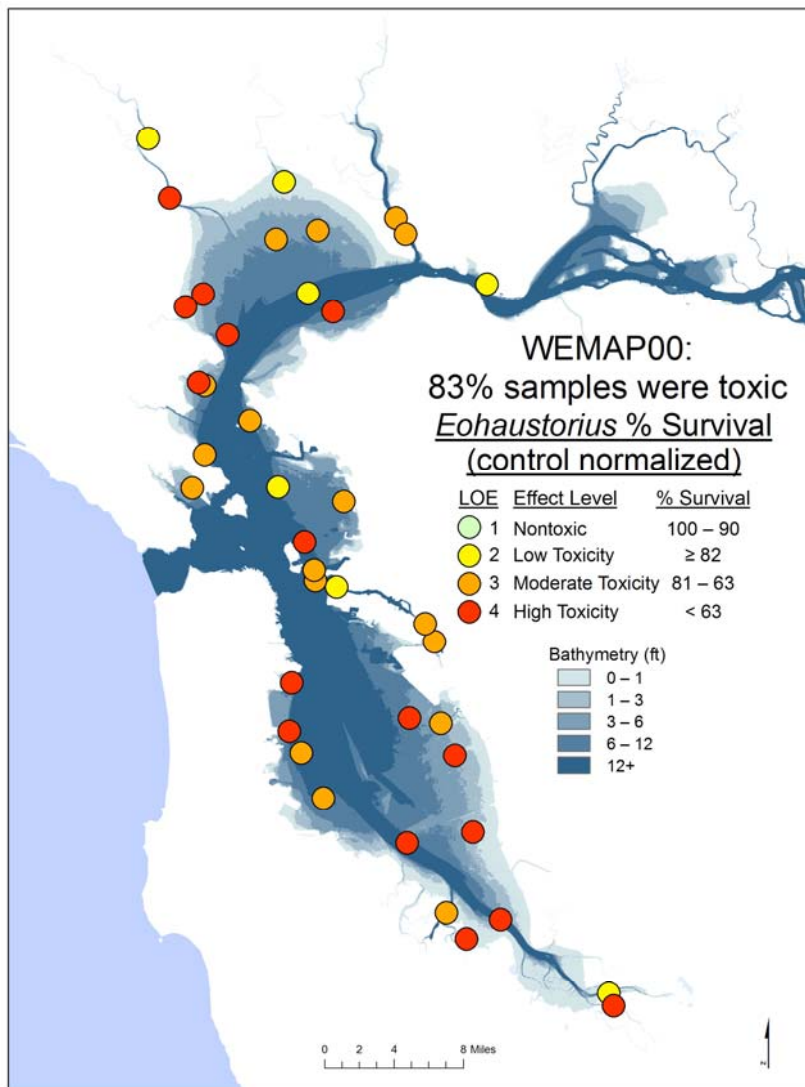 WEMAP00:
83% samples were toxic
Eohaustorius % Survival
(control normalized)
LOE Effect Level % Survival
1 Nontoxic 100 – 90
2 Low Toxicity ≥ 82
3 Moderate Toxicity 81 – 63
4 High Toxicity < 63
Bathymetry (ft)
0 – 1
1 – 3
3 – 6
6 – 12
12+
0 2 4 8 Miles
N